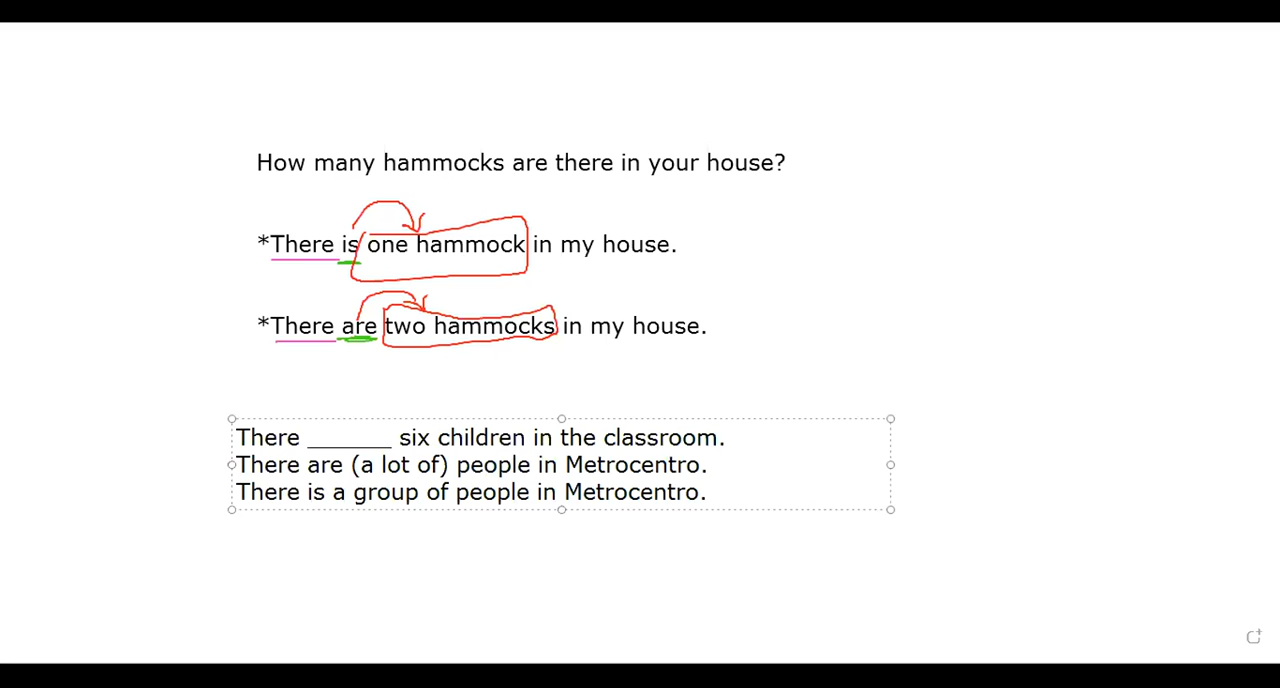 How many hammocks are there in your house?
*There is one hammock in my house.
*There are two hammocks in my house.
There _______ six children in the classroom.
There are (a lot of) people in Metrocentro.
There is a group of people in Metrocentro.